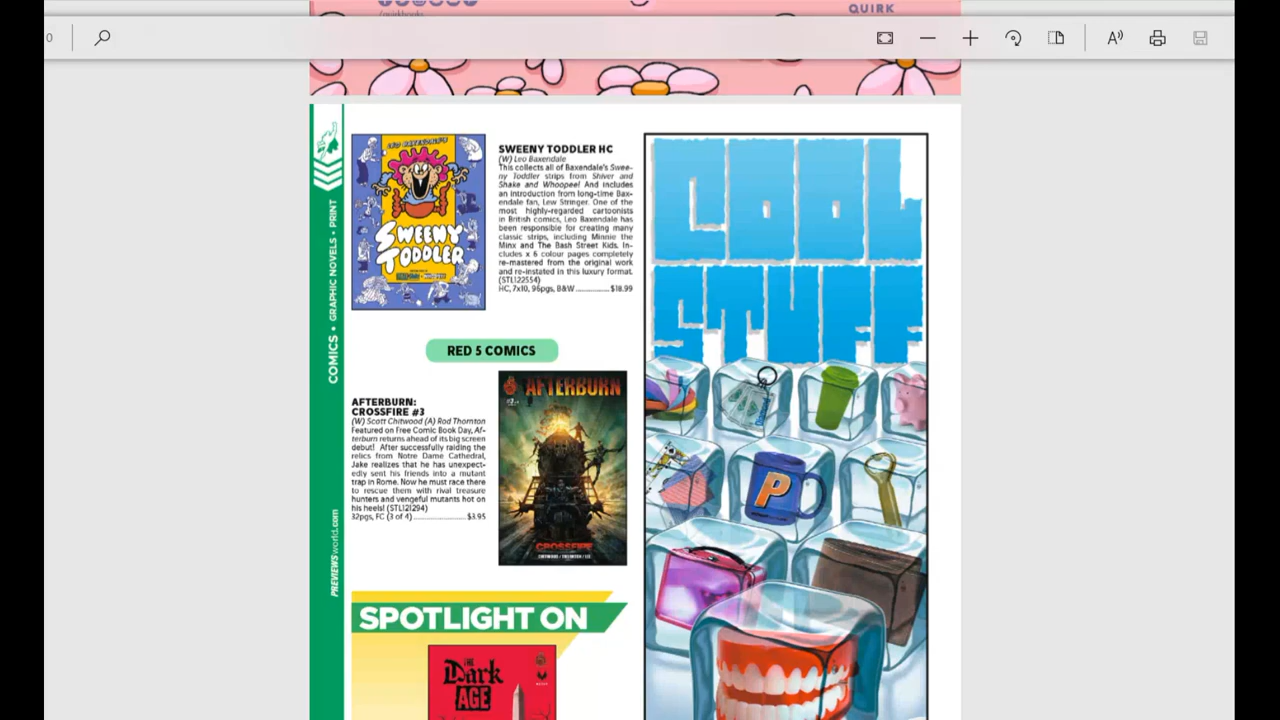 /quirkbooks
QUIRK
0
COMICS • GRAPHIC NOVELS • PRINT
PREVIEWSworld.com
LEO BAXENDALE'S
SWEENY
TODDLER
SWEENY TODDLER HC
(W) Leo Baxendale
This collects all of Baxendale's Swee-
ny Toddler strips from Shiver and
Shake and Whoopee! And includes
an introduction from long-time Bax-
endale fan, Lew Stringer. One of the
most highly-regarded cartoonists
in British comics, Leo Baxendale has
been responsible for creating many
classic strips, including Minnie the
Minx and The Bash Street Kids. In-
cludes x 6 colour pages completely
re-mastered from the original work
and re-instated in this luxury format.
(STL122554)
HC, 7x10, 96pgs, B&W ............. $18.99
RED 5 COMICS
AFTERBURN:
CROSSFIRE #3
(W) Scott Chitwood (A) Rod Thornton
Featured on Free Comic Book Day, Af-
terburn returns ahead of its big screen
debut! After successfully raiding the
relics from Notre Dame Cathedral,
Jake realizes that he has unexpect-
edly sent his friends into a mutant
trap in Rome. Now he must race there
to rescue them with rival treasure
hunters and vengeful mutants hot on
his heels! (STL121294)
32pgs, FC (3 of 4) .................... $3.95
AFTERBURN
CROSSFIRE
SPOTLIGHT ON
THE
Dark
AGE
COOL
STUFF
P